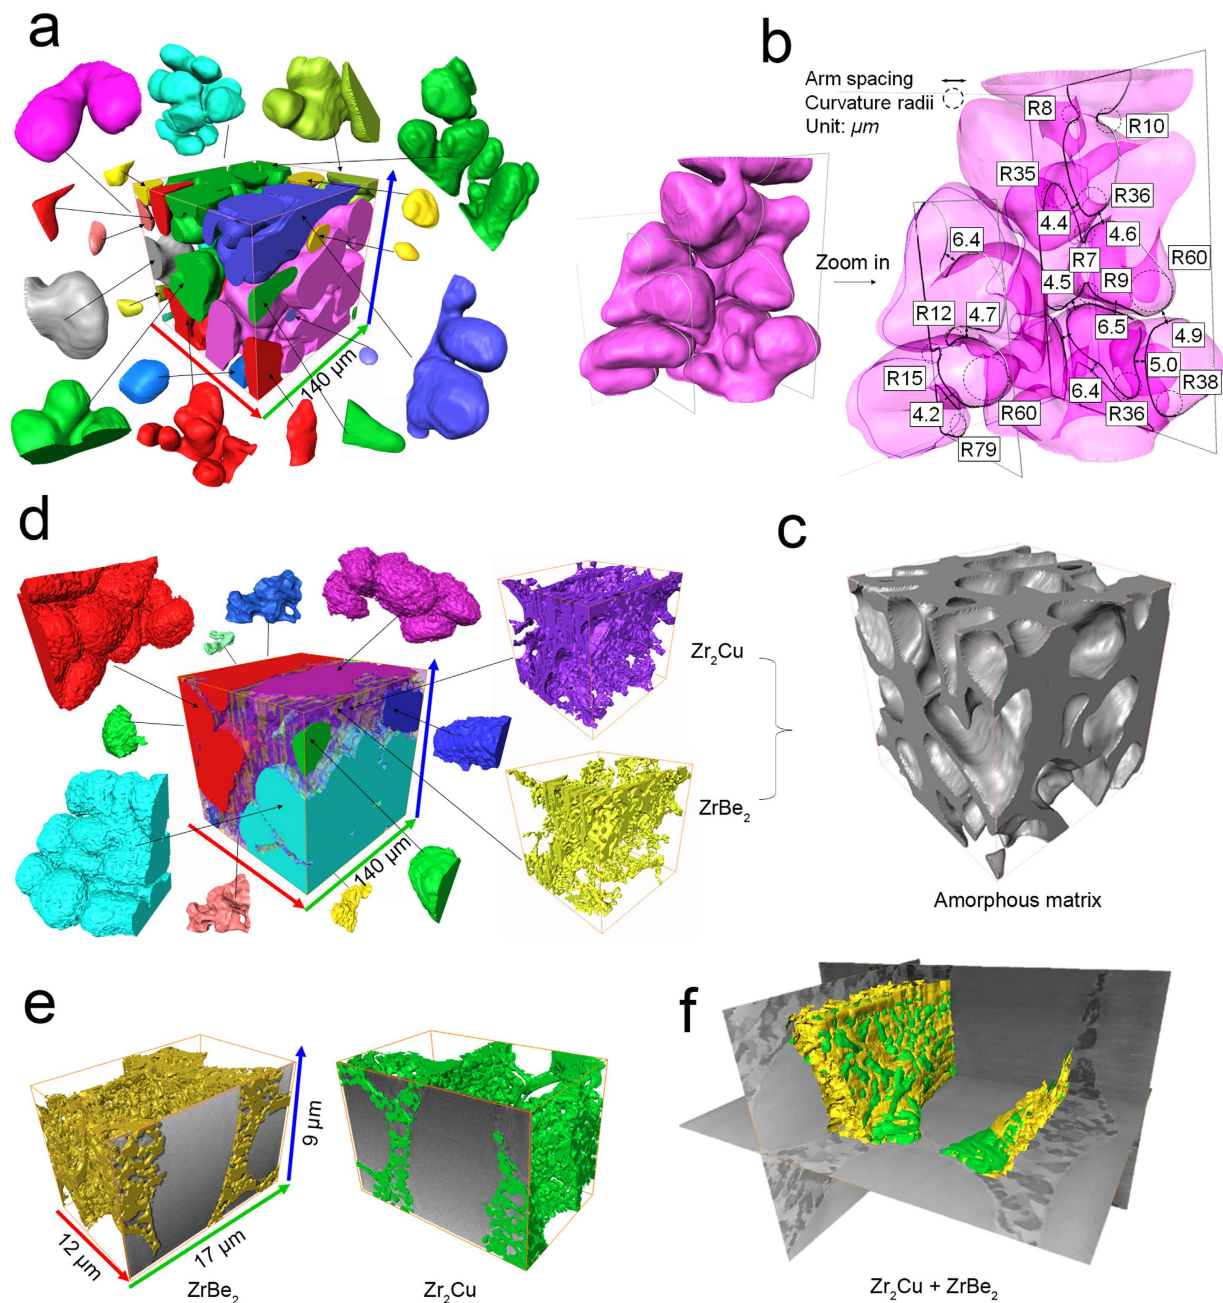 a
140 µm
b
Arm spacing
Curvature radii
Unit: µm
Zoom in
R8
R10
R35
R36
4.4
4.6
6.4
R7
R60
4.5
R9
R12
4.7
6.5
4.9
R15
5.0
6.4
R38
4.2
R60
R36
R79
c
Amorphous matrix
d
140 µm
Zr₂Cu
ZrBe₂
e
9 µm
12 µm
17 µm
ZrBe₂
Zr₂Cu
f
Zr₂Cu + ZrBe₂